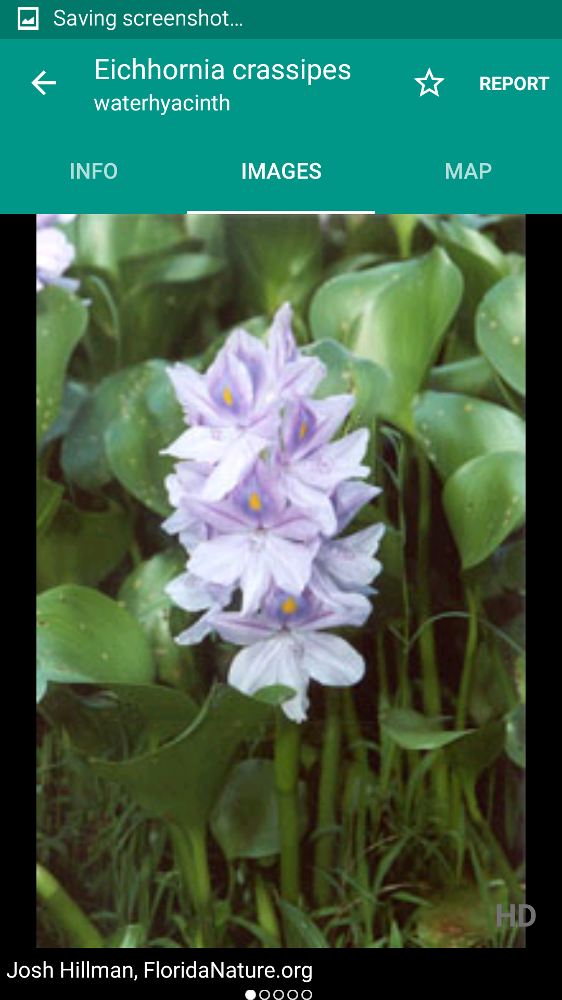 Saving screenshot...
Eichhornia crassipes
waterhyacinth
REPORT
INFO
IMAGES
MAP
HD
Josh Hillman, FloridaNature.org